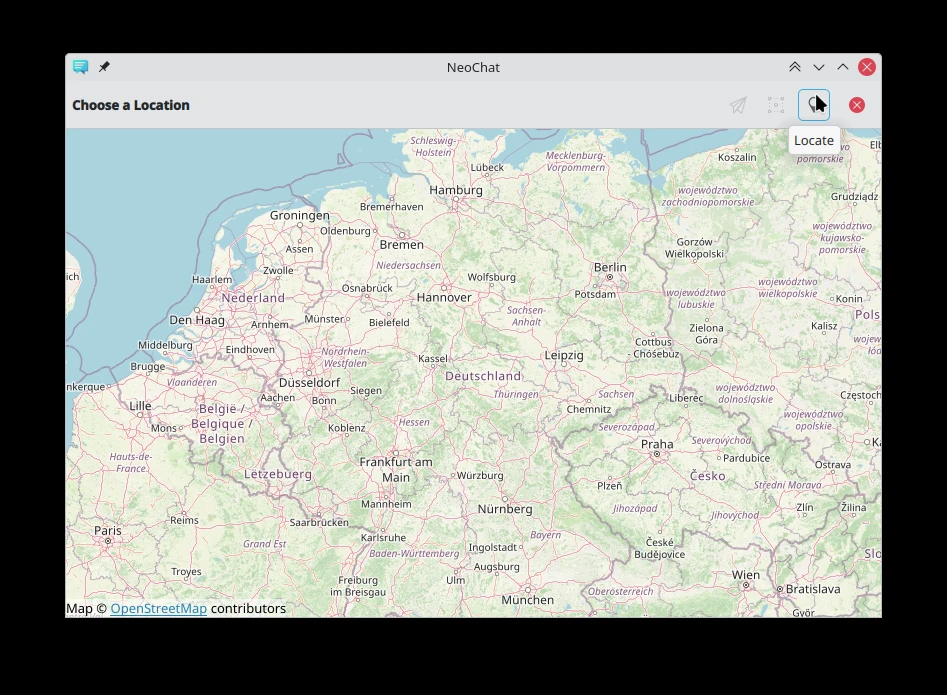 NeoChat
Choose a Location
Locate
Schleswig-
Holstein
Lübeck
Mecklenburg-
Vorpommern
Koszalin
pomorskie
Elb
pomorskie
Hamburg
województwo
zachodniopomorskie
Grudziądz
Bremerhaven
Groningen
Oldenburg
Bremen
Assen
Gorzów
Wielkopolski
województwo
kujawsko-
pomorskie
Niedersachsen
Zwolle
Haarlem
Wolfsburg
Berlin
ich
Osnabrück
Potsdam
województwo
wielkopolskie
Nederland
Hannover
województwo
lubuskie
Konin
Den Haag
Arnhem
Münster
Bielefeld
Sachsen-
Anhalt
Zielona
Góra
Kalisz
Pols
Middelburg
Eindhoven
Nordrhein-
Westfalen
Kassel
Leipzig
Cottbus
- Chóśebuz
wojew
łód
Brugge
nkerque
Vlaanderen
Düsseldorf
Siegen
Deutschland
Thüringen
Sachsen
Liberec
województwo
dolnośląskie
Częstoch
Aachen
Bonn
Lille
België /
Belgique /
Belgien
Chemnitz
województwo
opolskie
Mons
Koblenz
Hessen
Severozápad
Praha
Severovýchod
Ka
Hauts-de-
France
Lëtzebuerg
Frankfurt am
Main
Würzburg
Pardubice
Ostrava
Česko
Plzeň
Střední Morava
Mannheim
Nürnberg
Jihozápad
Jihovýchod
Zlín
Žilina
Paris
Reims
Saarbrücken
Karlsruhe
Bayern
Grand Est
Baden-Württemberg
Ingolstadt
České
Budějovice
Slo
Troyes
Augsburg
Freiburg
im Breisgau
Ulm
Wien
Bratislava
Oberösterreich
München
Map © OpenStreetMap contributors
Győr